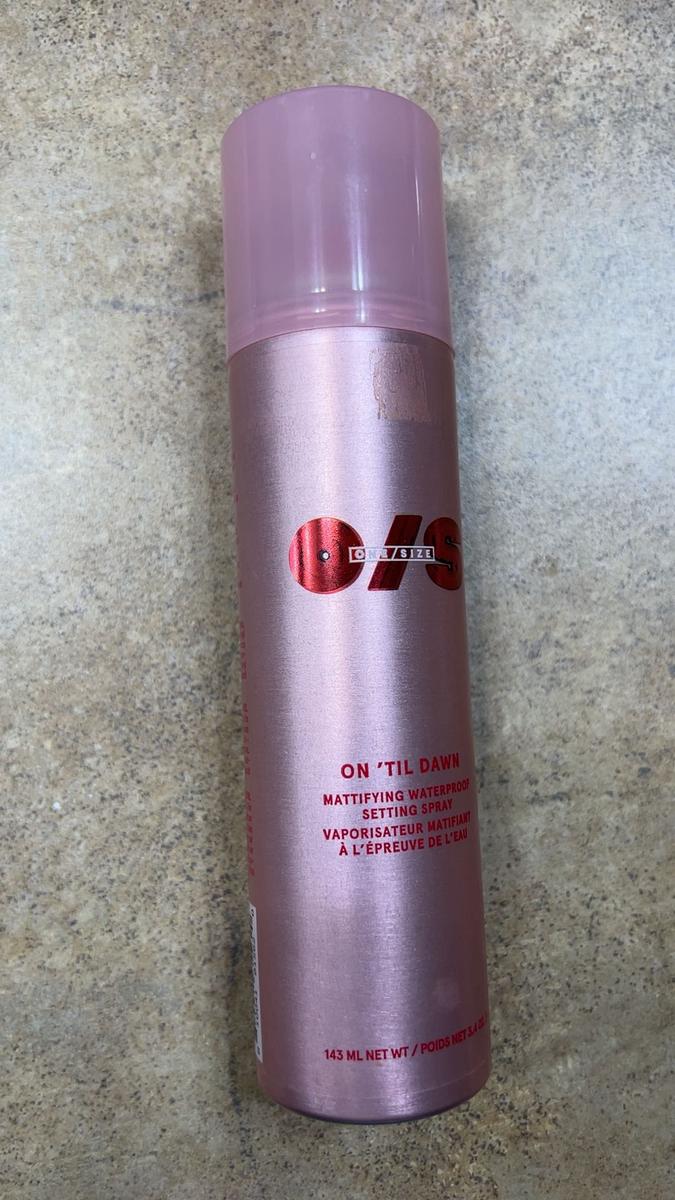 O/S
ONE/SIZE
ON 'TIL DAWN
MATTIFYING WATERPROOF
SETTING SPRAY
VAPORISATEUR MATIFIANT
À L'ÉPREUVE DE L'EAU
143 ML NET WT / POIDS NET 3.4 OZ